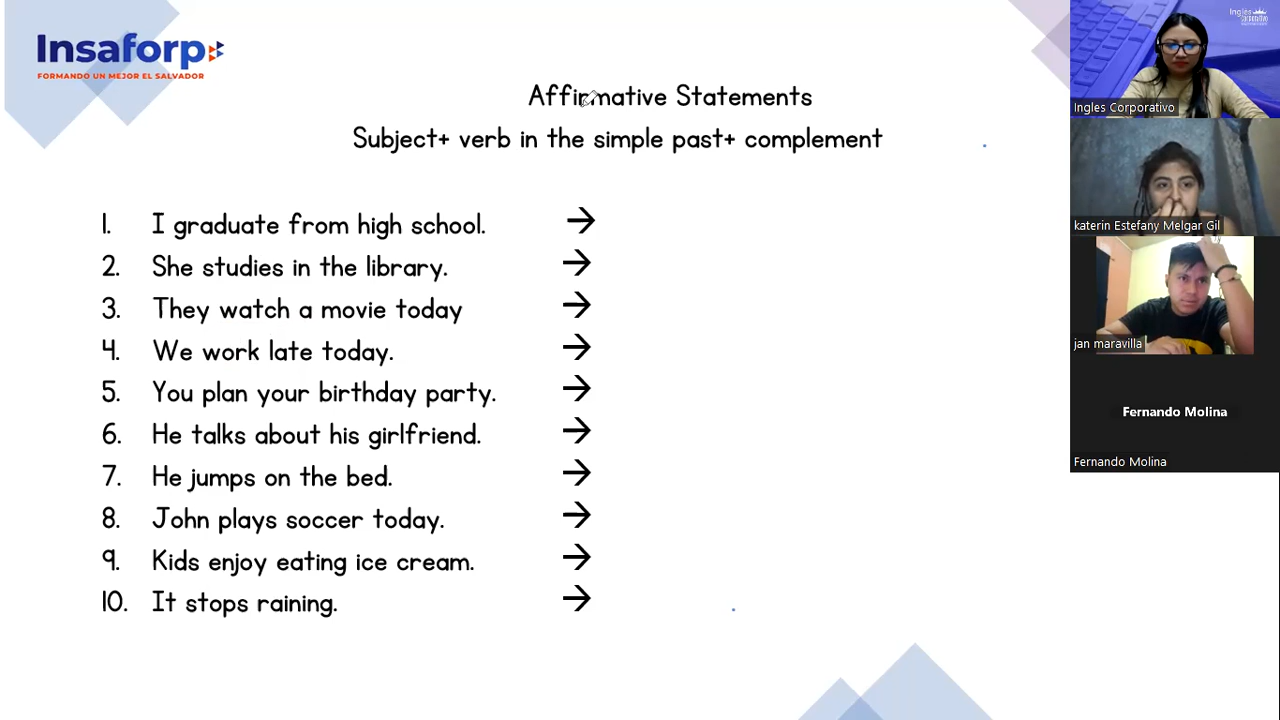 Insaforp
FORMANDO UN MEJOR EL SALVADOR
Affirmative Statements
Subject+ verb in the simple past+ complement
1. I graduate from high school. →
2. She studies in the library. →
3. They watch a movie today →
4. We work late today. →
5. You plan your birthday party. →
6. He talks about his girlfriend. →
7. He jumps on the bed. →
8. John plays soccer today. →
9. Kids enjoy eating ice cream. →
10. It stops raining. →
Ingles
Corporativo
Ingles Corporativo
katerin Estefany Melgar Gil
jan maravilla
Fernando Molina
Fernando Molina